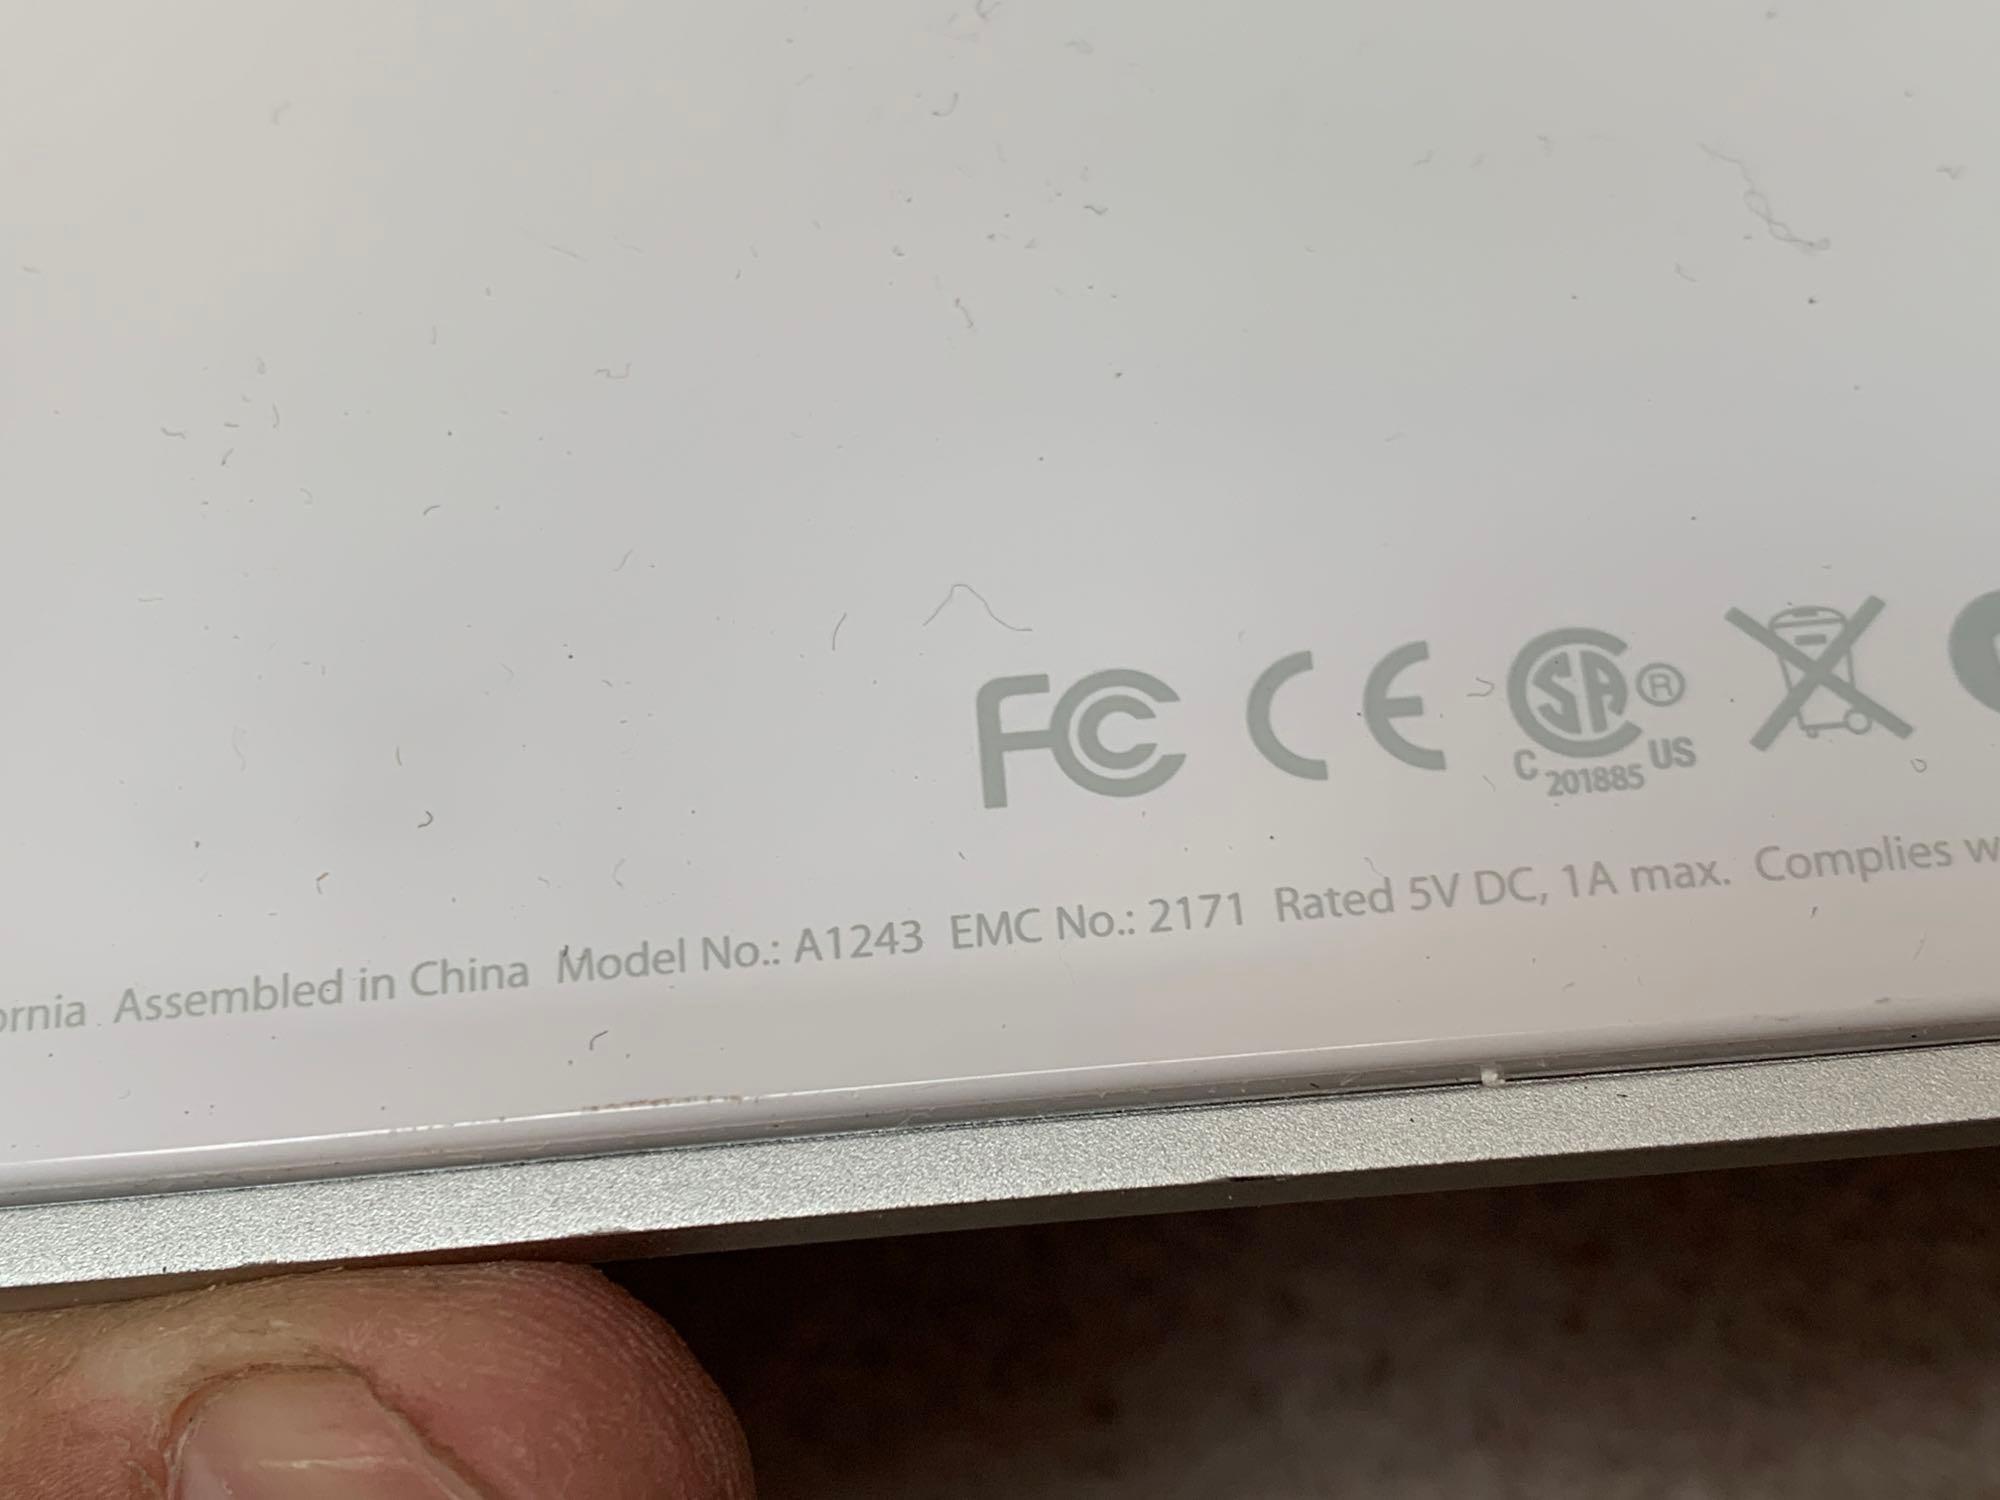 FC CE SA ®
C 201885 US
ornia Assembled in China Model No.: A1243 EMC No.: 2171 Rated 5V DC, 1A max. Complies w